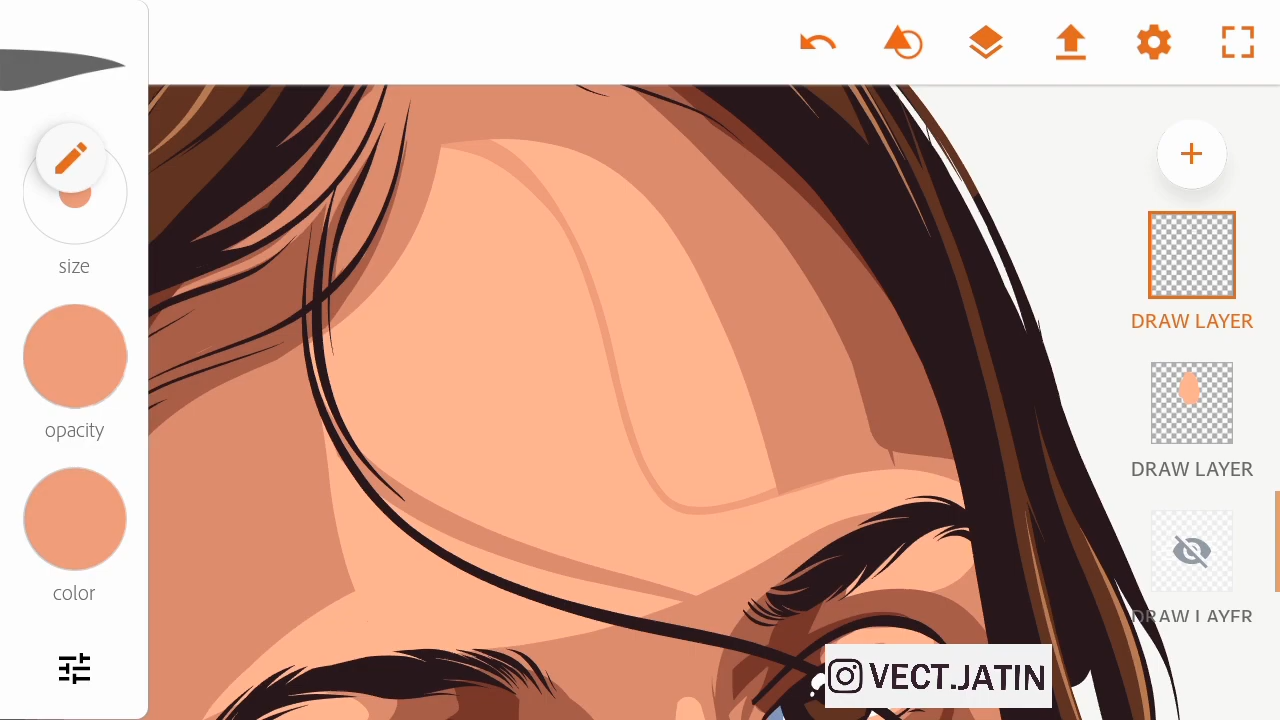 size
opacity
color
DRAW LAYER
DRAW LAYER
DRAW LAYER
VECT.JATIN